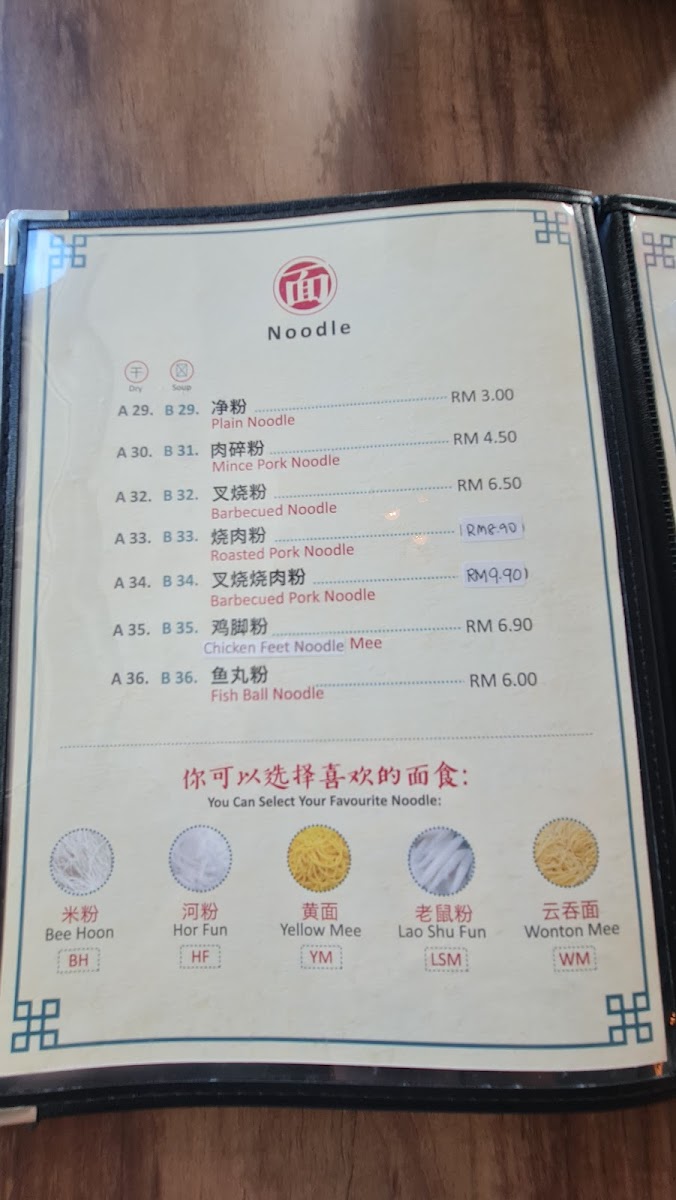 面
Noodle
干
Dry Soup
A 29. B 29. 净粉 RM 3.00
Plain Noodle
A 30. B 31. 肉碎粉 RM 4.50
Mince Pork Noodle
A 32. B 32. 叉烧粉 RM 6.50
Barbecued Noodle
A 33. B 33. 烧肉粉 RM8.90
Roasted Pork Noodle
A 34. B 34. 叉烧烧肉粉 RM9.90
Barbecued Pork Noodle
A 35. B 35. 鸡脚粉 RM 6.90
Chicken Feet Noodle Mee
A 36. B 36. 鱼丸粉 RM 6.00
Fish Ball Noodle
你可以选择喜欢的面食:
You Can Select Your Favourite Noodle:
米粉 河粉 黄面 老鼠粉 云吞面
Bee Hoon Hor Fun Yellow Mee Lao Shu Fun Wonton Mee
BH HF YM LSM WM